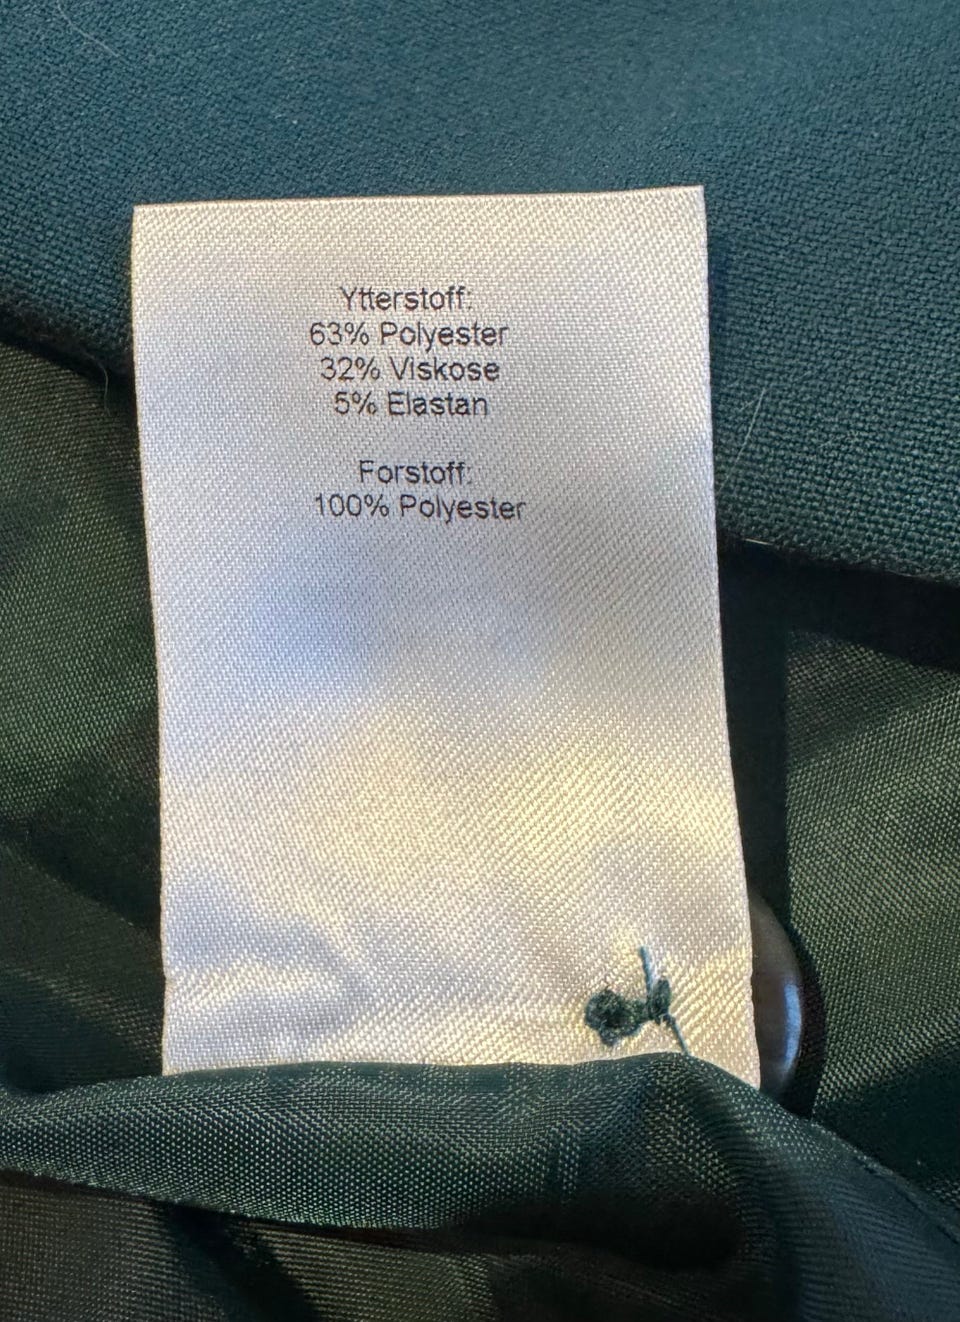 Ytterstoff:
63% Polyester
32% Viskose
5% Elastan
Forstoff:
100% Polyester